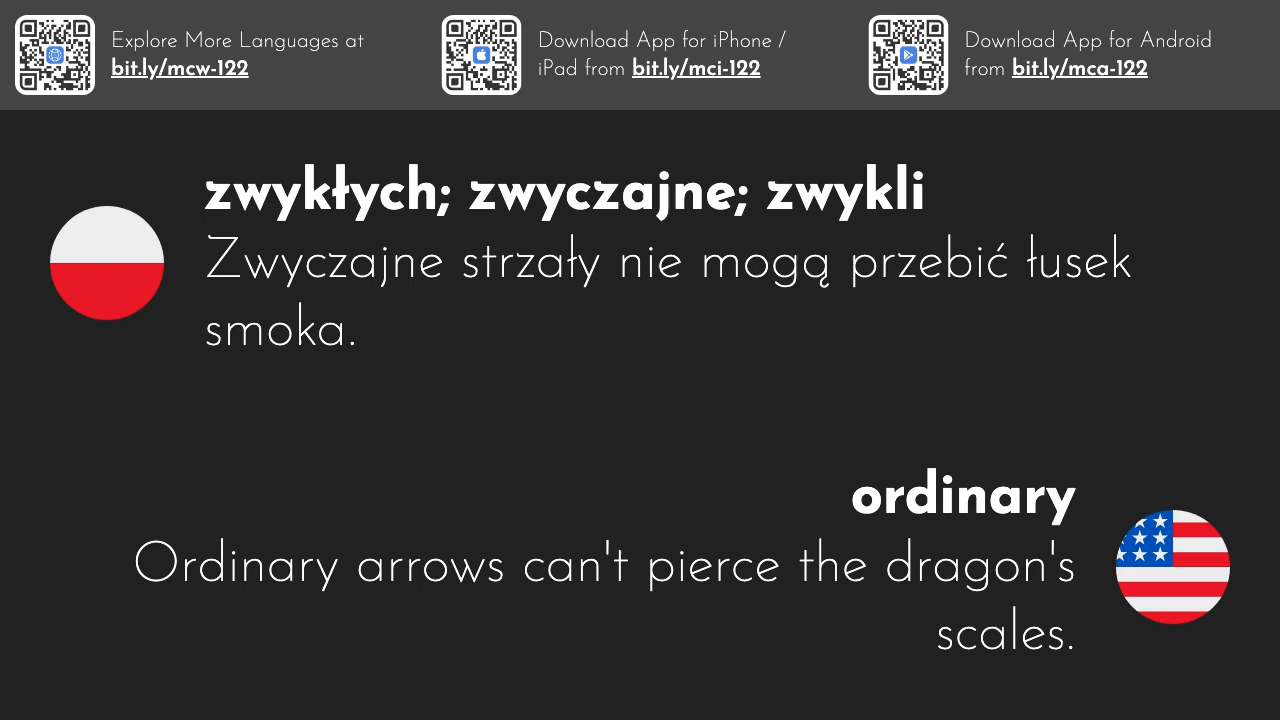 Explore More Languages at
bit.ly/mcw-122
Download App for iPhone /
iPad from bit.ly/mci-122
Download App for Android
from bit.ly/mca-122
zwykłych; zwyczajne; zwykli
Zwyczajne strzały nie mogą przebić łusek
smoka.
ordinary
Ordinary arrows can't pierce the dragon's
scales.